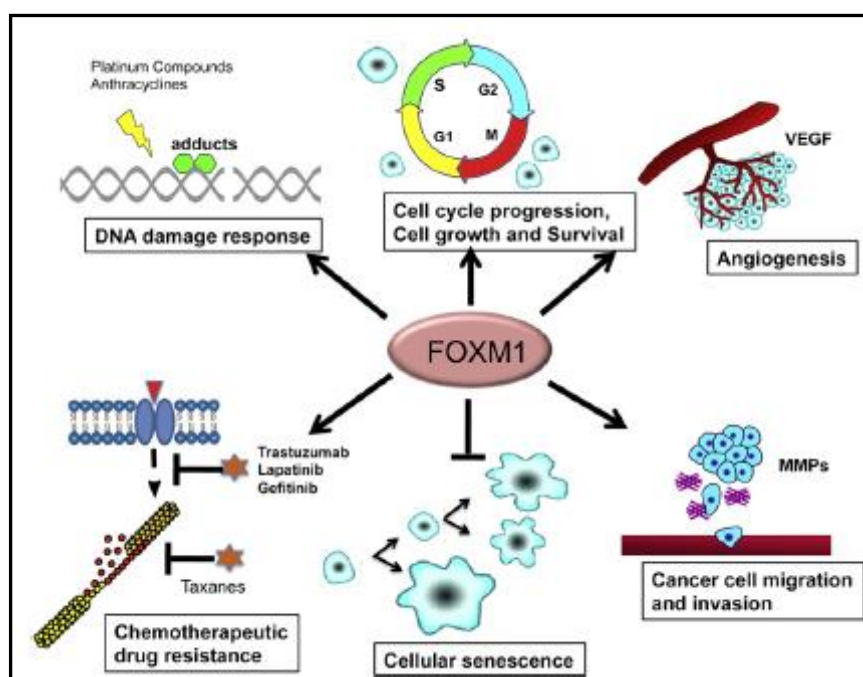 Platinum Compounds
Anthracyclines
adducts
DNA damage response
S
G2
G1
M
Cell cycle progression,
Cell growth and Survival
VEGF
Angiogenesis
FOXM1
Trastuzumab
Lapatinib
Gefitinib
Taxanes
Chemotherapeutic
drug resistance
Cellular senescence
MMPs
Cancer cell migration
and invasion